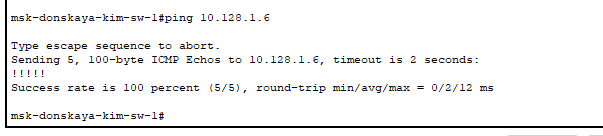 msk-donskaya-kim-sw-1#ping 10.128.1.6
Type escape sequence to abort.
Sending 5, 100-byte ICMP Echos to 10.128.1.6, timeout is 2 seconds:
!!!!!
Success rate is 100 percent (5/5), round-trip min/avg/max = 0/2/12 ms
msk-donskaya-kim-sw-1#